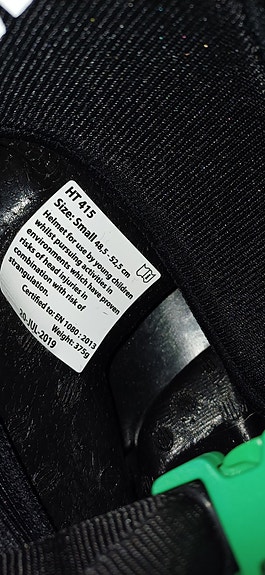 HT 415
Size: Small 48.5 - 52.5 cm
Helmet for use by young children
whilst pursuing activities in
environments which have proven
risks of head injuries in
combination with risk of
strangulation.
Certified to: EN 1080 : 2013
Weight: 375g
20-JUL-2019